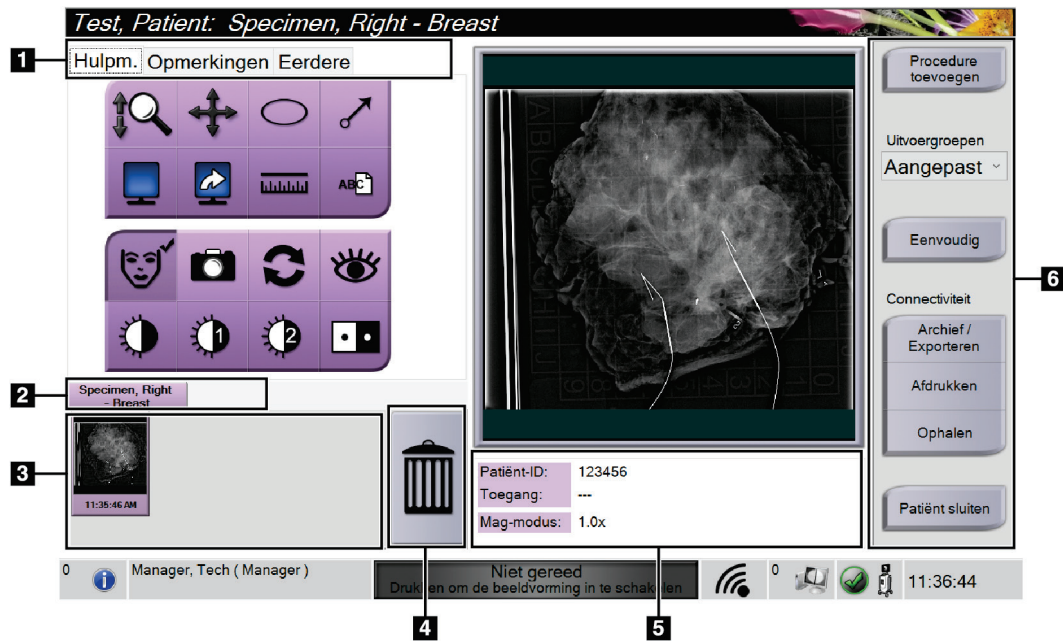 Test, Patient: Specimen, Right - Breast
1
Hulpm. Opmerkingen Eerdere
ABC
1
2
2
Specimen, Right
- Breast
3
11:35:46 AM
4
Patiënt-ID: 123456
Toegang: ---
Mag-modus: 1.0x
5
Procedure
toevoegen
Uitvoergroepen
Aangepast
Eenvoudig
Connectiviteit
Archief /
Exporteren
Afdrukken
Ophalen
Patiënt sluiten
6
0
Manager, Tech ( Manager )
Niet gereed
Drukken om de beeldvorming in te schakelen
0
11:36:44